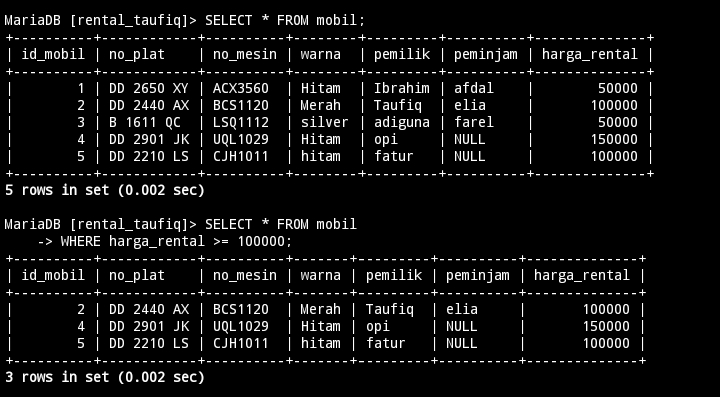 MariaDB [rental_taufiq]> SELECT * FROM mobil;
+----------+------------+----------+--------+---------+----------+--------------+
| id_mobil | no_plat    | no_mesin | warna  | pemilik | peminjam | harga_rental |
+----------+------------+----------+--------+---------+----------+--------------+
|        1 | DD 2650 XY | ACX3560  | Hitam  | Ibrahim | afdal    |        50000 |
|        2 | DD 2440 AX | BCS1120  | Merah  | Taufiq  | elia     |       100000 |
|        3 | B 1611 QC  | LSQ1112  | silver | adiguna | farel    |        50000 |
|        4 | DD 2901 JK | UQL1029  | Hitam  | opi     | NULL     |       150000 |
|        5 | DD 2210 LS | CJH1011  | hitam  | fatur   | NULL     |       100000 |
+----------+------------+----------+--------+---------+----------+--------------+
5 rows in set (0.002 sec)

MariaDB [rental_taufiq]> SELECT * FROM mobil
    -> WHERE harga_rental >= 100000;
+----------+------------+----------+-------+---------+----------+--------------+
| id_mobil | no_plat    | no_mesin | warna | pemilik | peminjam | harga_rental |
+----------+------------+----------+-------+---------+----------+--------------+
|        2 | DD 2440 AX | BCS1120  | Merah | Taufiq  | elia     |       100000 |
|        4 | DD 2901 JK | UQL1029  | Hitam | opi     | NULL     |       150000 |
|        5 | DD 2210 LS | CJH1011  | hitam | fatur   | NULL     |       100000 |
+----------+------------+----------+-------+---------+----------+--------------+
3 rows in set (0.002 sec)